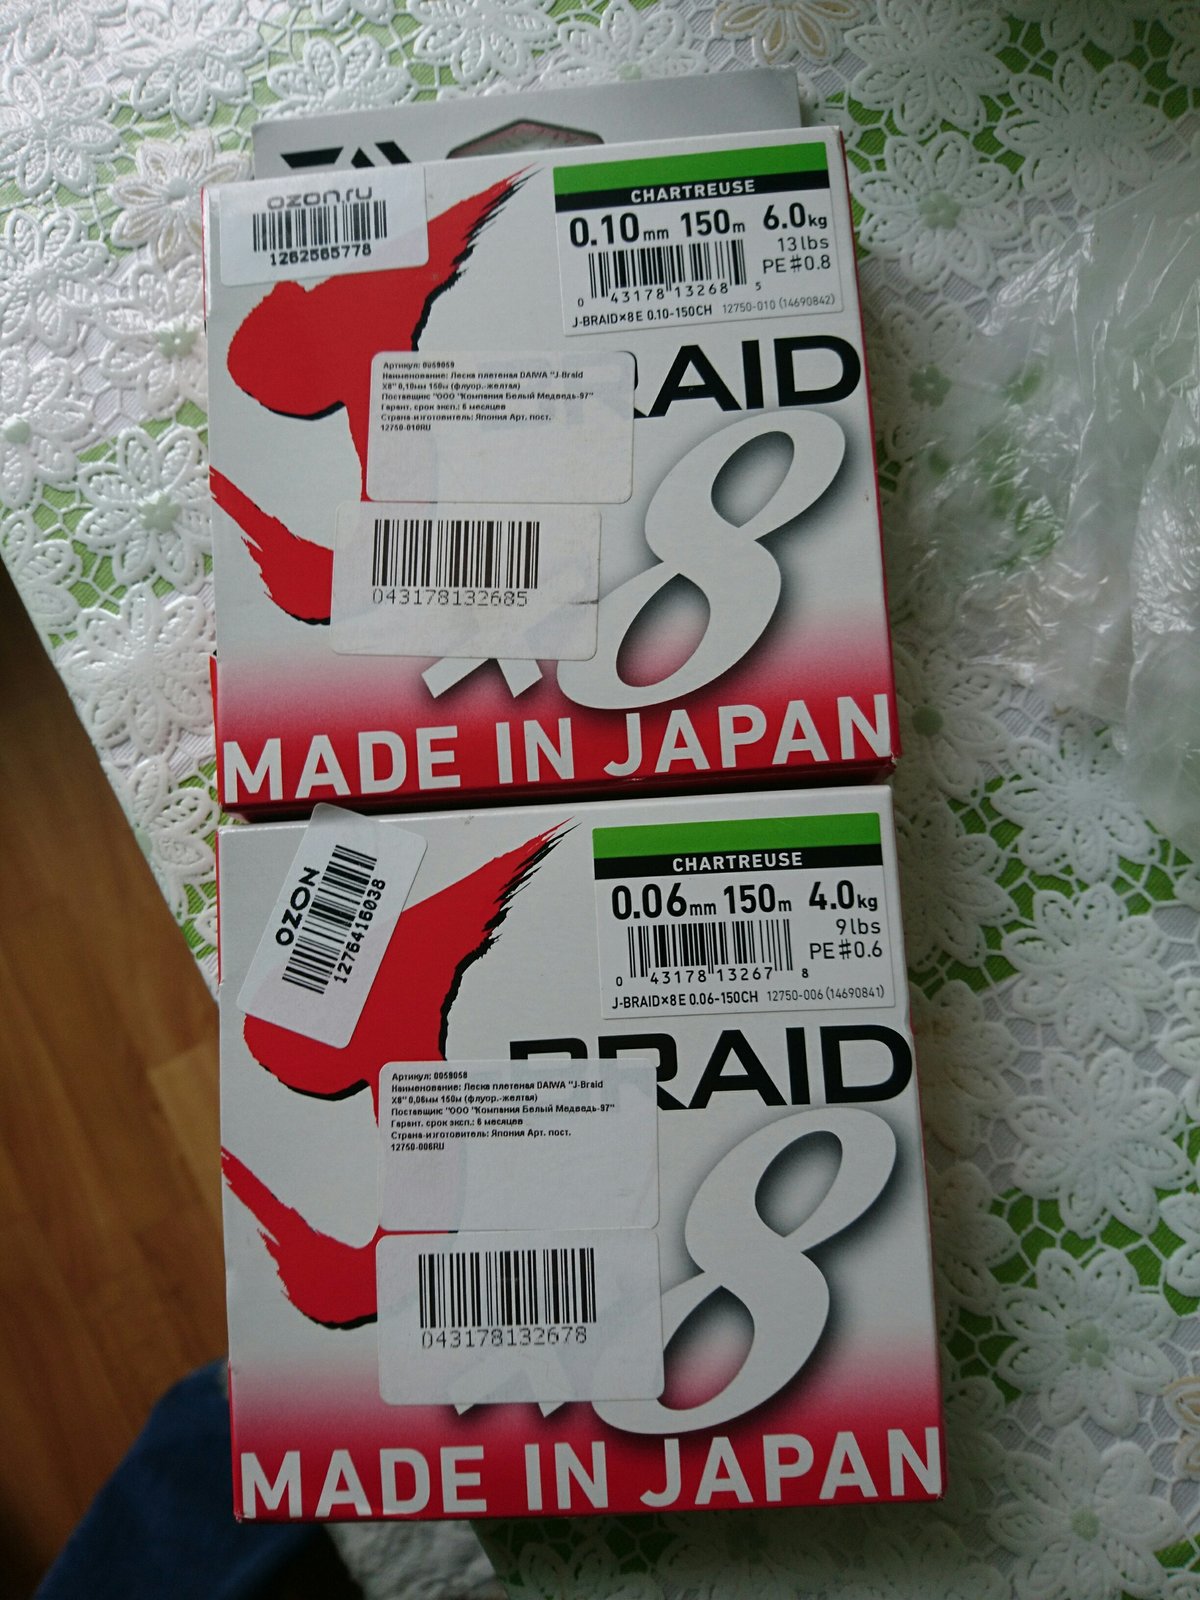 ozon.ru
1262565778
CHARTREUSE
0.10mm 150m 6.0kg
13lbs
PE#0.8
0 43178 13268 5
J-BRAID×8E 0.10-150CH 12750-010 (14690842)
BRAID
Артикул: 0059059
Наименование: Леска плетеная DAIWA "J-Braid
X8" 0,10мм 150м (флуор.-желтая)
Поставщик: "ООО "Компания Белый Медведь-97"
Гарант. срок эксп.: 6 месяцев
Страна-изготовитель: Япония Арт. пост.
12750-010RU
043178132685
×8
MADE IN JAPAN
OZON
1276416038
CHARTREUSE
0.06mm 150m 4.0kg
9lbs
PE#0.6
0 43178 13267 8
J-BRAID×8E 0.06-150CH 12750-006 (14690841)
BRAID
Артикул: 0059058
Наименование: Леска плетеная DAIWA "J-Braid
X8" 0,06мм 150м (флуор.-желтая)
Поставщик: "ООО "Компания Белый Медведь-97"
Гарант. срок эксп.: 6 месяцев
Страна-изготовитель: Япония Арт. пост.
12750-006RU
043178132678
×8
MADE IN JAPAN